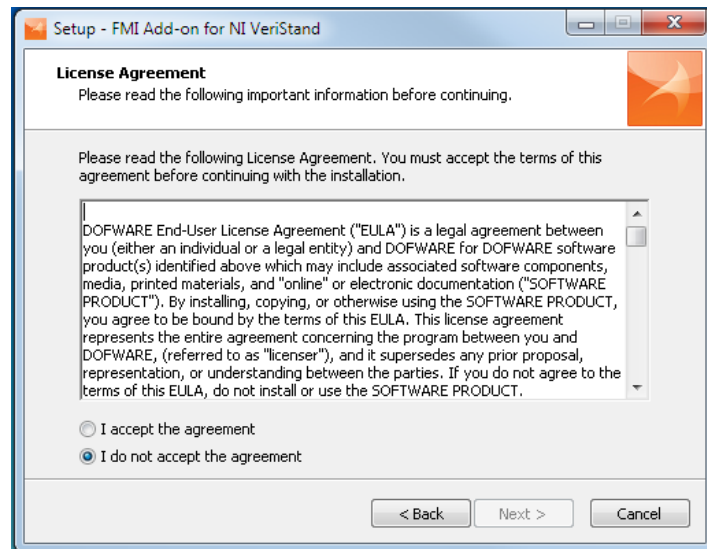 Setup - FMI Add-on for NI VeriStand
License Agreement
Please read the following important information before continuing.
Please read the following License Agreement. You must accept the terms of this
agreement before continuing with the installation.
DOFWARE End-User License Agreement ("EULA") is a legal agreement between
you (either an individual or a legal entity) and DOFWARE for DOFWARE software
product(s) identified above which may include associated software components,
media, printed materials, and "online" or electronic documentation ("SOFTWARE
PRODUCT"). By installing, copying, or otherwise using the SOFTWARE PRODUCT,
you agree to be bound by the terms of this EULA. This license agreement
represents the entire agreement concerning the program between you and
DOFWARE, (referred to as "licenser"), and it supersedes any prior proposal,
representation, or understanding between the parties. If you do not agree to the
terms of this EULA, do not install or use the SOFTWARE PRODUCT.
I accept the agreement
I do not accept the agreement
< Back Next > Cancel